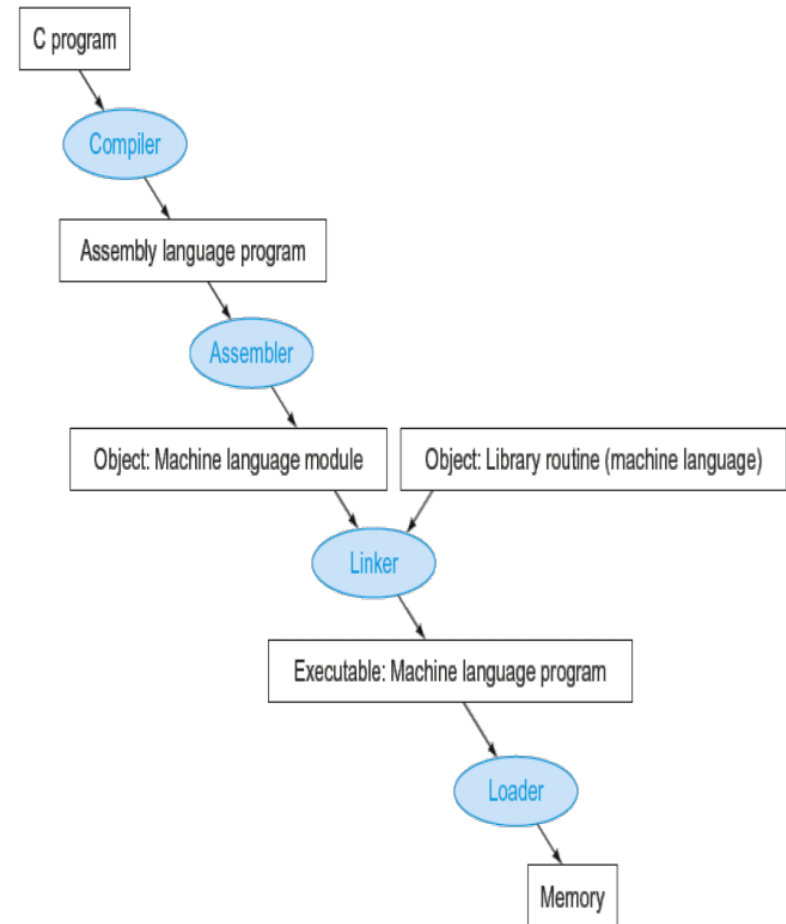 C program
Compiler
Assembly language program
Assembler
Object: Machine language module
Object: Library routine (machine language)
Linker
Executable: Machine language program
Loader
Memory